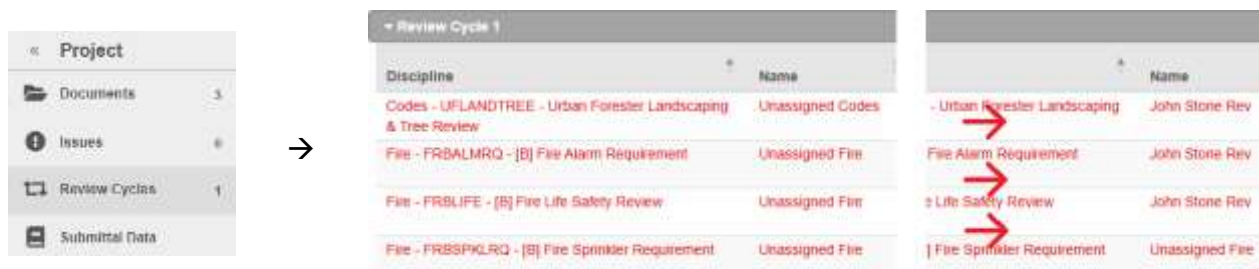 « Project
Documents 3
Issues 0
Review Cycles 1
Submittal Data
→
Review Cycle 1
Discipline Name
Codes - UFLANDTREE - Urban Forester Landscaping Unassigned Codes
& Tree Review
Fire - FRBALMRQ - [B] Fire Alarm Requirement Unassigned Fire
Fire - FRBLIFE - [B] Fire Life Safety Review Unassigned Fire
Fire - FRBSPKLRQ - [B] Fire Sprinkler Requirement Unassigned Fire
Name
- Urban Forester Landscaping John Stone Rev
Fire Alarm Requirement John Stone Rev
Life Safety Review John Stone Rev
] Fire Sprinkler Requirement Unassigned Fire